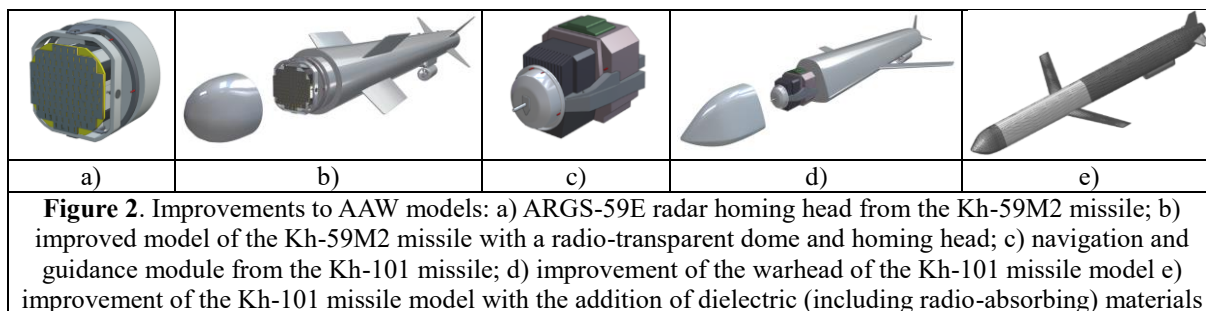 a) b) c) d) e)
Figure 2. Improvements to AAW models: a) ARGS-59E radar homing head from the Kh-59M2 missile; b)
improved model of the Kh-59M2 missile with a radio-transparent dome and homing head; c) navigation and
guidance module from the Kh-101 missile; d) improvement of the warhead of the Kh-101 missile model e)
improvement of the Kh-101 missile model with the addition of dielectric (including radio-absorbing) materials